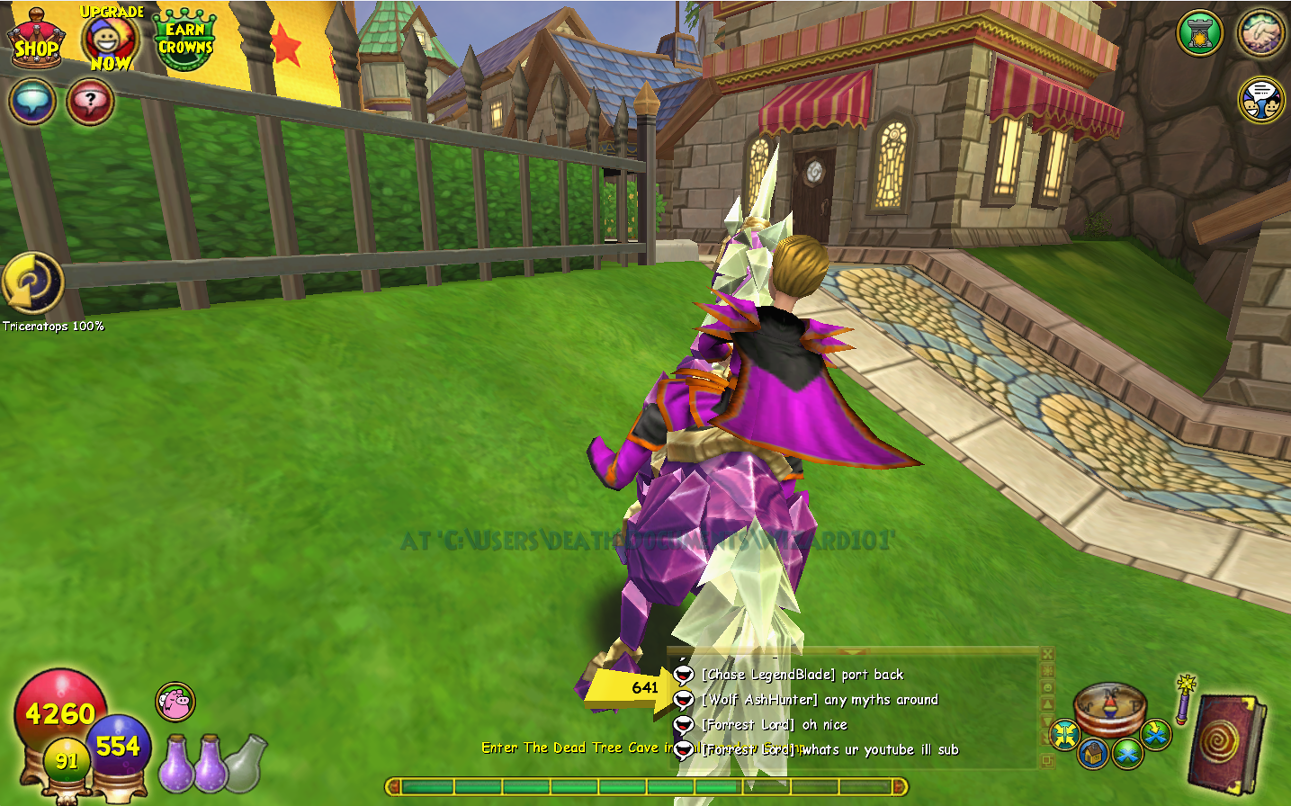 SHOP
UPGRADE
NOW
EARN
CROWNS
?
Triceratops 100%
AT 'C:\USERS\DEATH\DOCUMENTS\WIZARD101'
641
[Chase LegendBlade] port back
[Wolf AshHunter] any myths around
[Forrest Lord] oh nice
[Forrest Lord] whats ur youtube ill sub
Enter The Dead Tree Cave in
4260
554
91